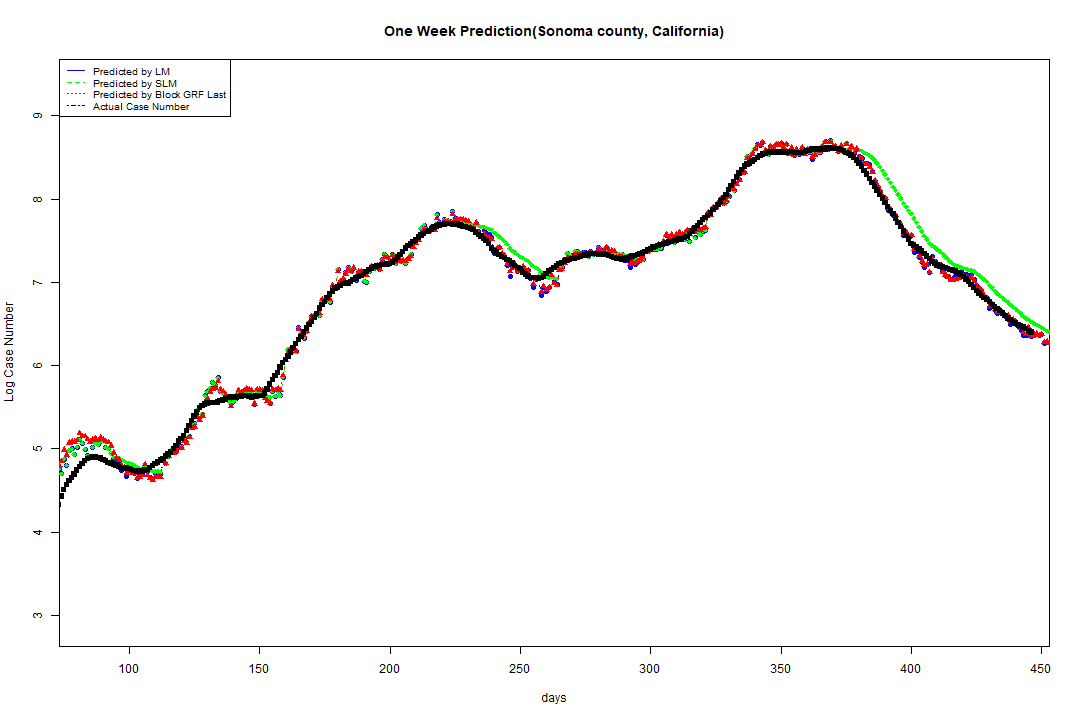 One Week Prediction(Sonoma county, California)
Predicted by LM
Predicted by SLM
Predicted by Block GRF Last
Actual Case Number
9
8
7
6
5
4
3
Log Case Number
100 150 200 250 300 350 400 450
days